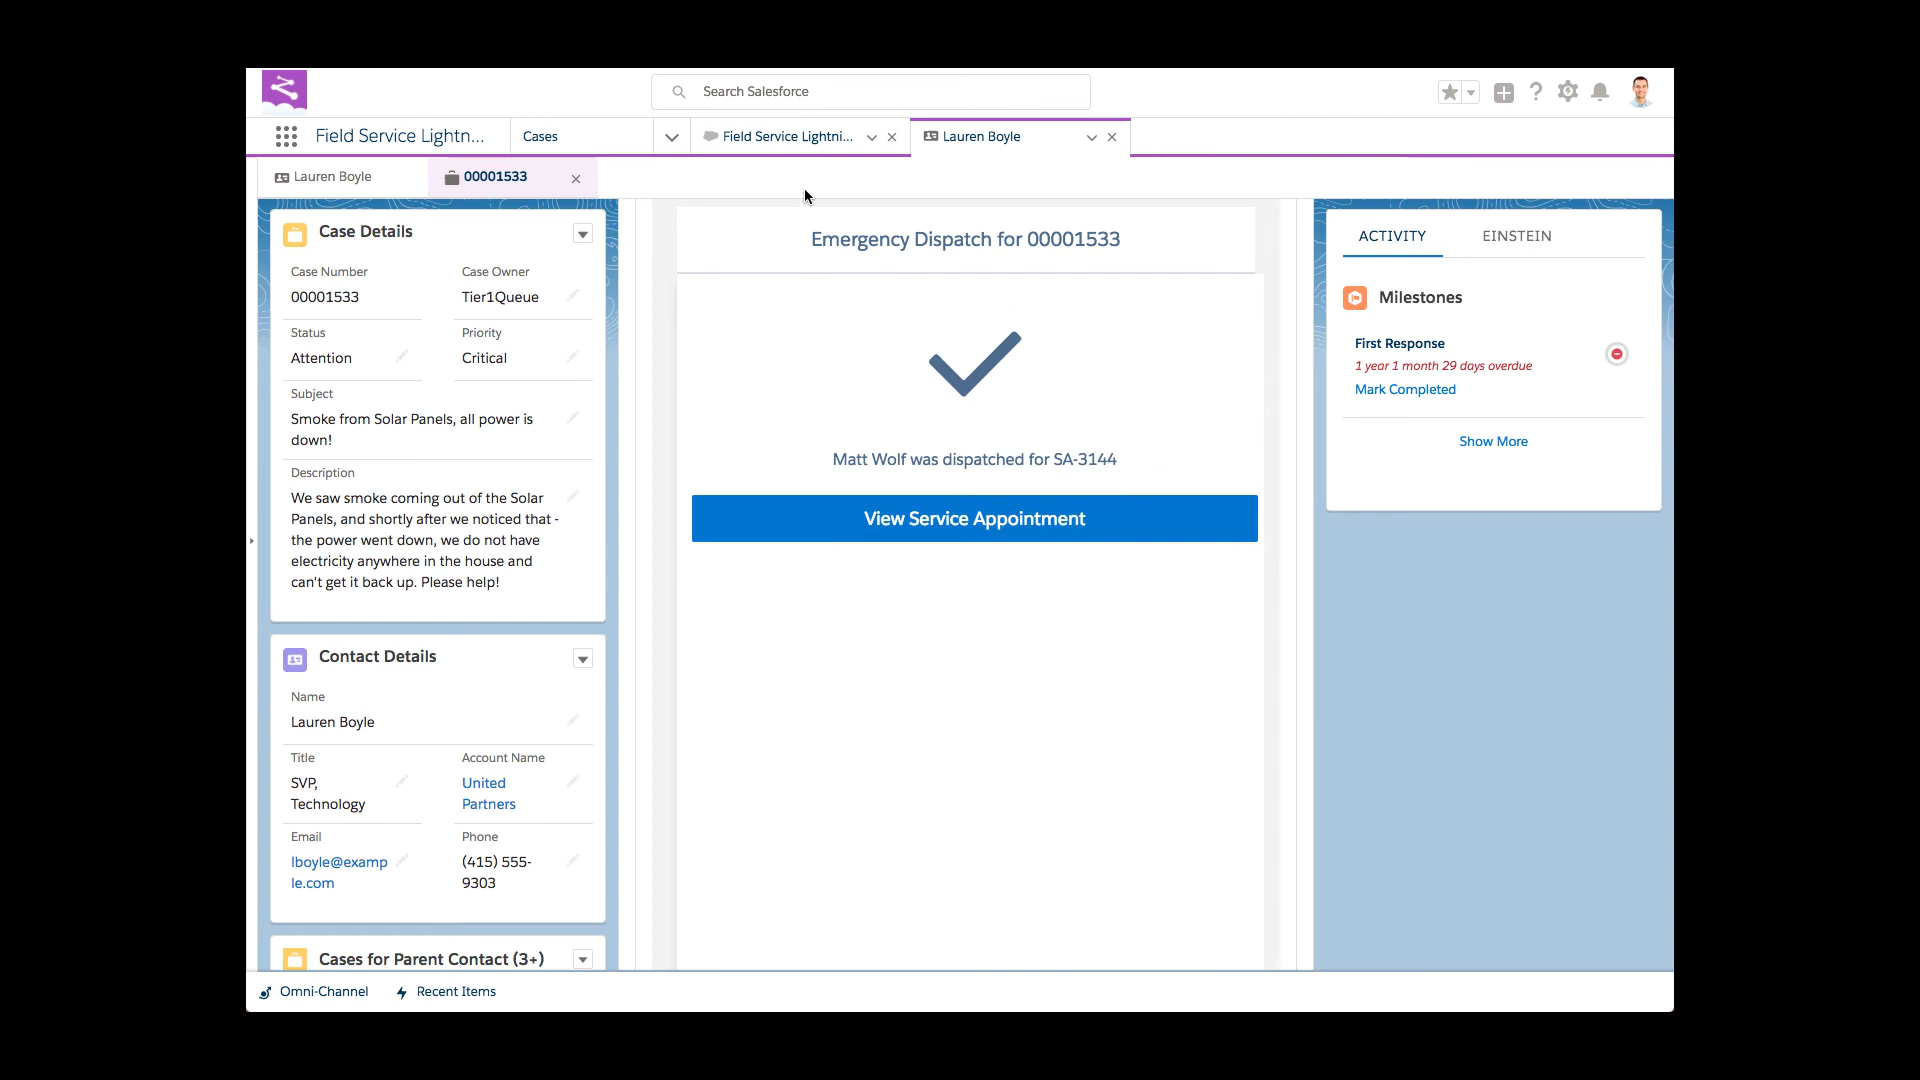 Search Salesforce
Field Service Lightn...
Cases
Field Service Lightni...
Lauren Boyle
Lauren Boyle
00001533
Case Details
Case Number
Case Owner
00001533
Tier1Queue
Status
Priority
Attention
Critical
Subject
Smoke from Solar Panels, all power is
down!
Description
We saw smoke coming out of the Solar
Panels, and shortly after we noticed that -
the power went down, we do not have
electricity anywhere in the house and
can't get it back up. Please help!
Contact Details
Name
Lauren Boyle
Title
Account Name
SVP,
Technology
United
Partners
Email
Phone
lboyle@examp
le.com
(415) 555-
9303
Cases for Parent Contact (3+)
Emergency Dispatch for 00001533
Matt Wolf was dispatched for SA-3144
View Service Appointment
ACTIVITY
EINSTEIN
Milestones
First Response
1 year 1 month 29 days overdue
Mark Completed
Show More
Omni-Channel
Recent Items